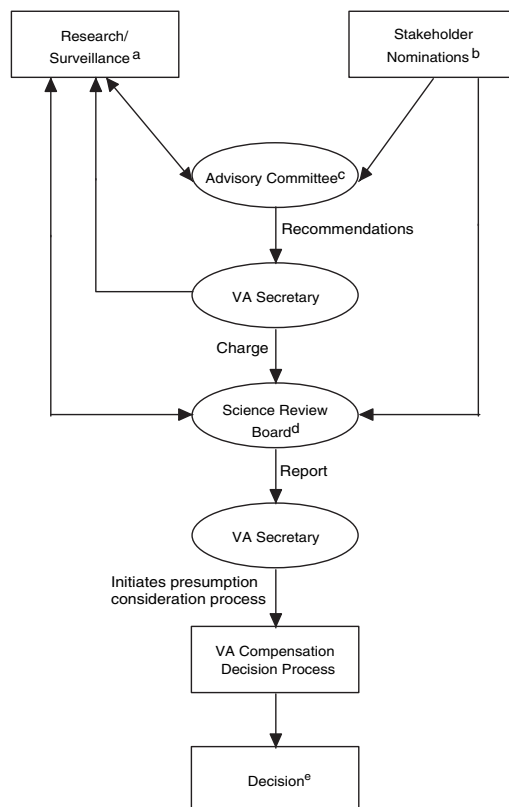 Research/
Surveillance a
Stakeholder
Nominations b
Advisory Committee c
Recommendations
VA Secretary
Charge
Science Review
Board d
Report
VA Secretary
Initiates presumption
consideration process
VA Compensation
Decision Process
Decision e